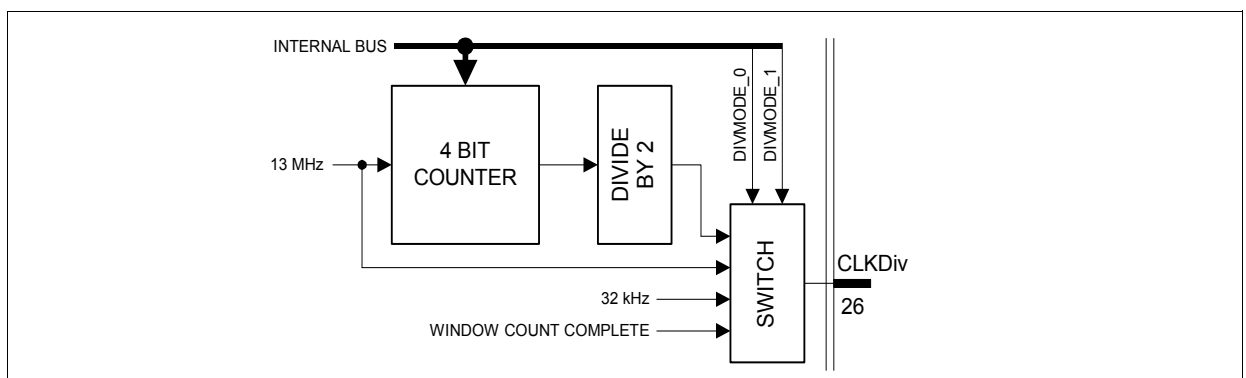 INTERNAL BUS
DIVMODE_0
DIVMODE_1
4 BIT
COUNTER
DIVIDE
BY 2
13 MHz
SWITCH
CLKDiv
26
32 kHz
WINDOW COUNT COMPLETE